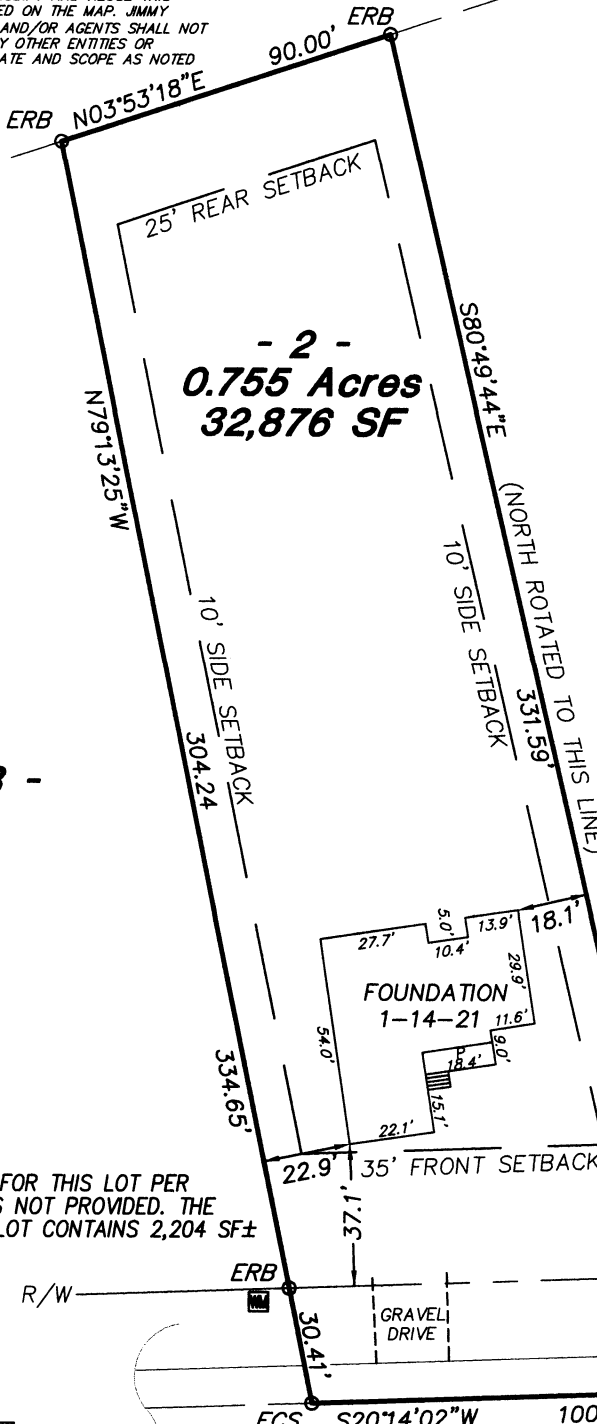 ED ON THE MAP. JIMMY
AND/OR AGENTS SHALL NOT
Y OTHER ENTITIES OR
ATE AND SCOPE AS NOTED
ERB
90.00'
N03°53'18"E
ERB
25' REAR SETBACK
- 2 -
0.755 Acres
32,876 SF
S80°49'44"E
N79°13'25"W
(NORTH ROTATED TO THIS LINE)
10' SIDE SETBACK
10' SIDE SETBACK
331.59'
304.24
3 -
18.1'
5.0'
13.9'
27.7'
10.4'
29.9'
FOUNDATION
1-14-21
11.6'
9.0'
P
18.4'
54.0'
15.1'
334.65'
22.1'
22.9'
35' FRONT SETBACK
FOR THIS LOT PER
S NOT PROVIDED. THE
LOT CONTAINS 2,204 SF±
37.1'
ERB
R/W
WM
GRAVEL
DRIVE
30.41'
ECS
S20°14'02"W
100